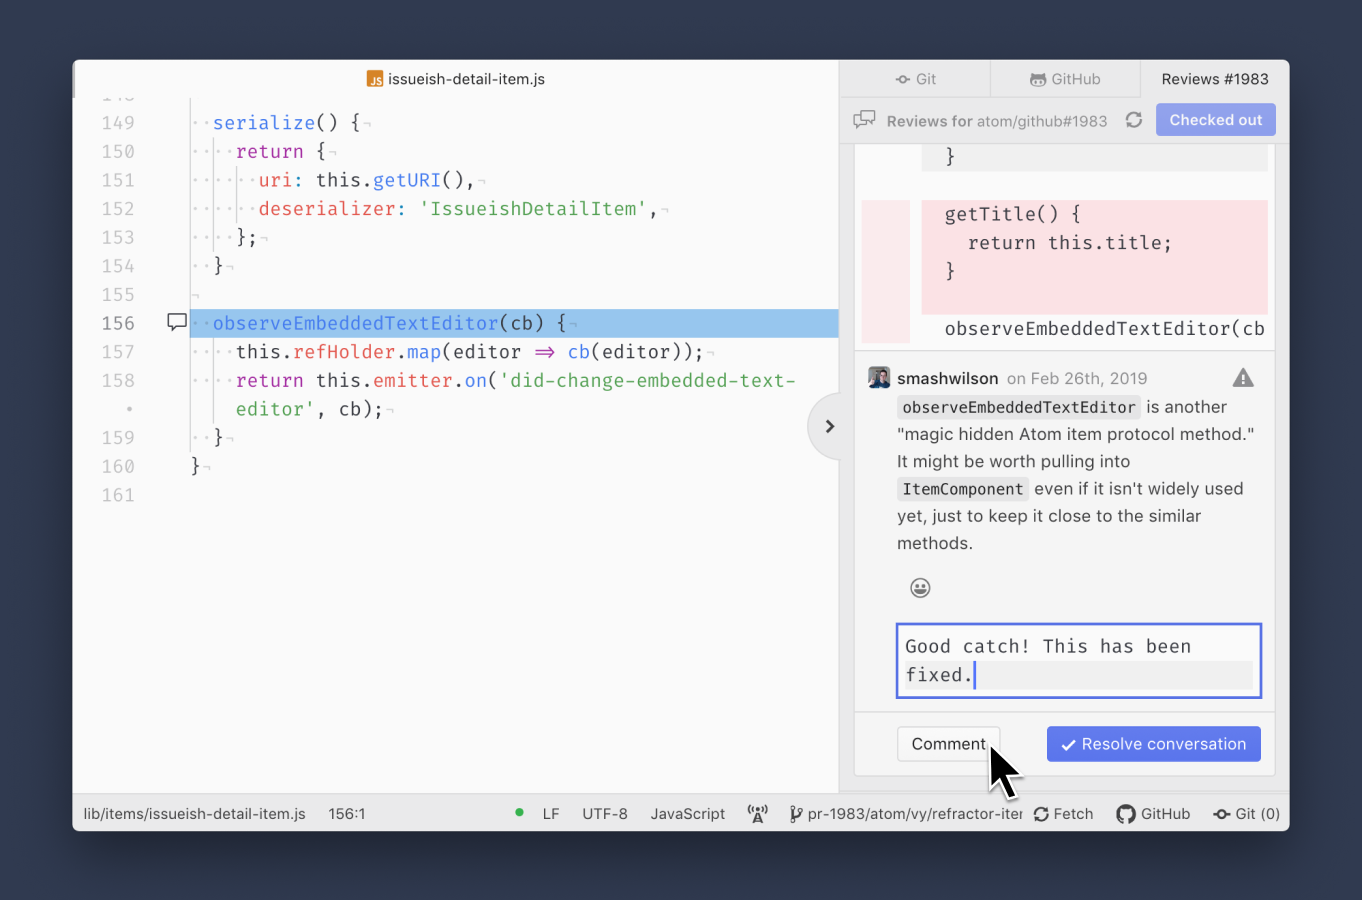 issueish-detail-item.js
149 serialize() {
150 return {
151 uri: this.getURI(),
152 deserializer: 'IssueishDetailItem',
153 };
154 }
155
156 observeEmbeddedTextEditor(cb) {
157 this.refHolder.map(editor => cb(editor));
158 return this.emitter.on('did-change-embedded-text-
• editor', cb);
159 }
160 }
161
Git
GitHub
Reviews #1983
Reviews for atom/github#1983
Checked out
}
getTitle() {
return this.title;
}
observeEmbeddedTextEditor(cb
smashwilson on Feb 26th, 2019
observeEmbeddedTextEditor is another
"magic hidden Atom item protocol method."
It might be worth pulling into
ItemComponent even if it isn't widely used
yet, just to keep it close to the similar
methods.
Good catch! This has been
fixed.
Comment
Resolve conversation
lib/items/issueish-detail-item.js 156:1 LF UTF-8 JavaScript pr-1983/atom/vy/refractor-iter Fetch GitHub Git (0)